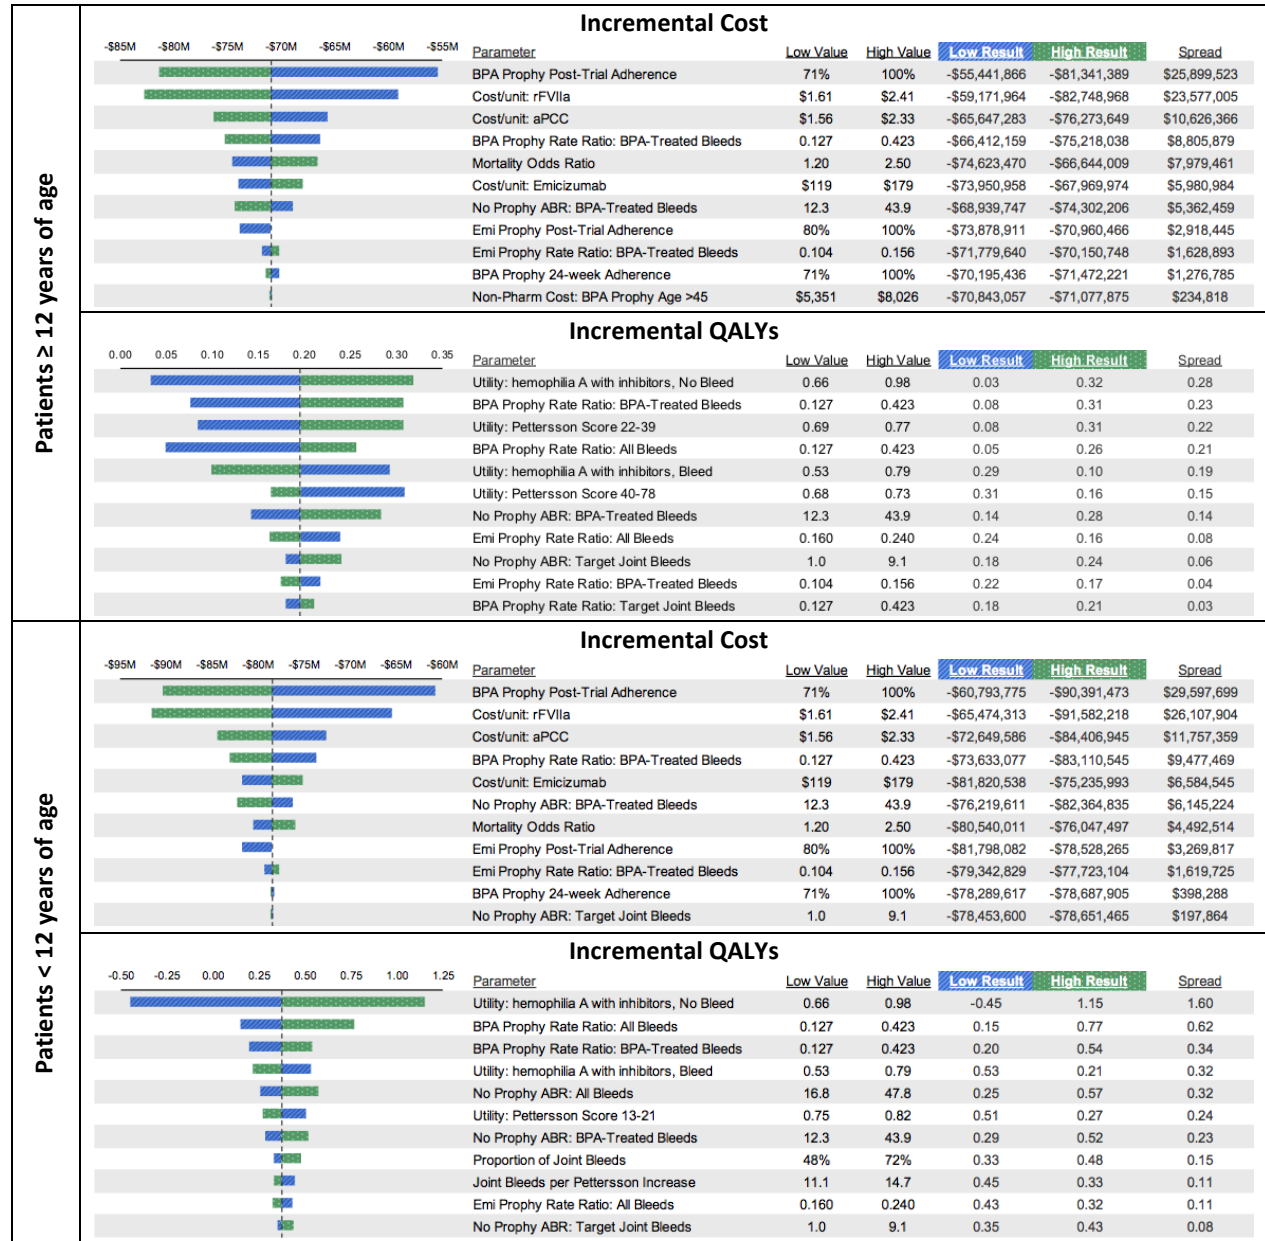 Patients ≥ 12 years of age
Incremental Cost
-$85M -$80M -$75M -$70M -$65M -$60M -$55M
Parameter Low Value High Value Low Result High Result Spread
BPA Prophy Post-Trial Adherence 71% 100% -$55,441,866 -$81,341,389 $25,899,523
Cost/unit: rFVIIa $1.61 $2.41 -$59,171,964 -$82,748,968 $23,577,005
Cost/unit: aPCC $1.56 $2.33 -$65,647,283 -$76,273,649 $10,626,366
BPA Prophy Rate Ratio: BPA-Treated Bleeds 0.127 0.423 -$66,412,159 -$75,218,038 $8,805,879
Mortality Odds Ratio 1.20 2.50 -$74,623,470 -$66,644,009 $7,979,461
Cost/unit: Emicizumab $119 $179 -$73,950,958 -$67,969,974 $5,980,984
No Prophy ABR: BPA-Treated Bleeds 12.3 43.9 -$68,939,747 -$74,302,206 $5,362,459
Emi Prophy Post-Trial Adherence 80% 100% -$73,878,911 -$70,960,466 $2,918,445
Emi Prophy Rate Ratio: BPA-Treated Bleeds 0.104 0.156 -$71,779,640 -$70,150,748 $1,628,893
BPA Prophy 24-week Adherence 71% 100% -$70,195,436 -$71,472,221 $1,276,785
Non-Pharm Cost: BPA Prophy Age >45 $5,351 $8,026 -$70,843,057 -$71,077,875 $234,818
Incremental QALYs
0.00 0.05 0.10 0.15 0.20 0.25 0.30 0.35
Parameter Low Value High Value Low Result High Result Spread
Utility: hemophilia A with inhibitors, No Bleed 0.66 0.98 0.03 0.32 0.28
BPA Prophy Rate Ratio: BPA-Treated Bleeds 0.127 0.423 0.08 0.31 0.23
Utility: Pettersson Score 22-39 0.69 0.77 0.08 0.31 0.22
BPA Prophy Rate Ratio: All Bleeds 0.127 0.423 0.05 0.26 0.21
Utility: hemophilia A with inhibitors, Bleed 0.53 0.79 0.29 0.10 0.19
Utility: Pettersson Score 40-78 0.68 0.73 0.31 0.16 0.15
No Prophy ABR: BPA-Treated Bleeds 12.3 43.9 0.14 0.28 0.14
Emi Prophy Rate Ratio: All Bleeds 0.160 0.240 0.24 0.16 0.08
No Prophy ABR: Target Joint Bleeds 1.0 9.1 0.18 0.24 0.06
Emi Prophy Rate Ratio: BPA-Treated Bleeds 0.104 0.156 0.22 0.17 0.04
BPA Prophy Rate Ratio: Target Joint Bleeds 0.127 0.423 0.18 0.21 0.03
Patients < 12 years of age
Incremental Cost
-$95M -$90M -$85M -$80M -$75M -$70M -$65M -$60M
Parameter Low Value High Value Low Result High Result Spread
BPA Prophy Post-Trial Adherence 71% 100% -$60,793,775 -$90,391,473 $29,597,699
Cost/unit: rFVIIa $1.61 $2.41 -$65,474,313 -$91,582,218 $26,107,904
Cost/unit: aPCC $1.56 $2.33 -$72,649,586 -$84,406,945 $11,757,359
BPA Prophy Rate Ratio: BPA-Treated Bleeds 0.127 0.423 -$73,633,077 -$83,110,545 $9,477,469
Cost/unit: Emicizumab $119 $179 -$81,820,538 -$75,235,993 $6,584,545
No Prophy ABR: BPA-Treated Bleeds 12.3 43.9 -$76,219,611 -$82,364,835 $6,145,224
Mortality Odds Ratio 1.20 2.50 -$80,540,011 -$76,047,497 $4,492,514
Emi Prophy Post-Trial Adherence 80% 100% -$81,798,082 -$78,528,265 $3,269,817
Emi Prophy Rate Ratio: BPA-Treated Bleeds 0.104 0.156 -$79,342,829 -$77,723,104 $1,619,725
BPA Prophy 24-week Adherence 71% 100% -$78,289,617 -$78,687,905 $398,288
No Prophy ABR: Target Joint Bleeds 1.0 9.1 -$78,453,600 -$78,651,465 $197,864
Incremental QALYs
-0.50 -0.25 0.00 0.25 0.50 0.75 1.00 1.25
Parameter Low Value High Value Low Result High Result Spread
Utility: hemophilia A with inhibitors, No Bleed 0.66 0.98 -0.45 1.15 1.60
BPA Prophy Rate Ratio: All Bleeds 0.127 0.423 0.15 0.77 0.62
BPA Prophy Rate Ratio: BPA-Treated Bleeds 0.127 0.423 0.20 0.54 0.34
Utility: hemophilia A with inhibitors, Bleed 0.53 0.79 0.53 0.21 0.32
No Prophy ABR: All Bleeds 16.8 47.8 0.25 0.57 0.32
Utility: Pettersson Score 13-21 0.75 0.82 0.51 0.27 0.24
No Prophy ABR: BPA-Treated Bleeds 12.3 43.9 0.29 0.52 0.23
Proportion of Joint Bleeds 48% 72% 0.33 0.48 0.15
Joint Bleeds per Pettersson Increase 11.1 14.7 0.45 0.33 0.11
Emi Prophy Rate Ratio: All Bleeds 0.160 0.240 0.43 0.32 0.11
No Prophy ABR: Target Joint Bleeds 1.0 9.1 0.35 0.43 0.08